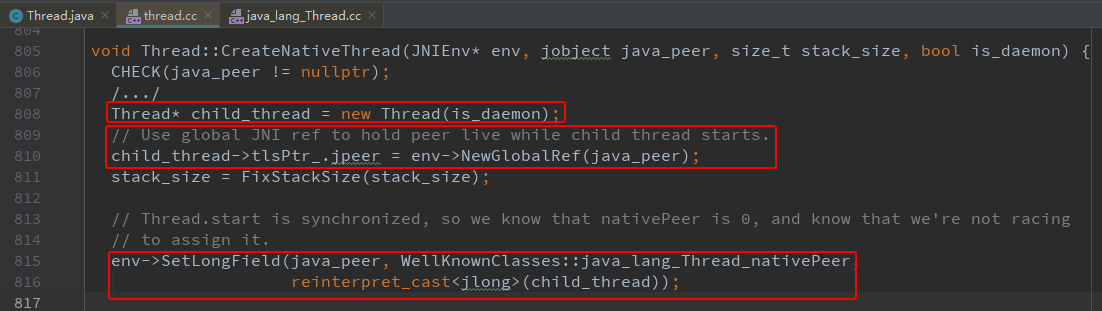 Thread.java × thread.cc × java_lang_Thread.cc ×
804
805 void Thread::CreateNativeThread(JNIEnv* env, jobject java_peer, size_t stack_size, bool is_daemon) {
806 CHECK(java_peer != nullptr);
807 /.../
808 Thread* child_thread = new Thread(is_daemon);
809 // Use global JNI ref to hold peer live while child thread starts.
810 child_thread->tlsPtr_.jpeer = env->NewGlobalRef(java_peer);
811 stack_size = FixStackSize(stack_size);
812
813 // Thread.start is synchronized, so we know that nativePeer is 0, and know that we're not racing
814 // to assign it.
815 env->SetLongField(java_peer, WellKnownClasses::java_lang_Thread_nativePeer,
816 reinterpret_cast<jlong>(child_thread));
817